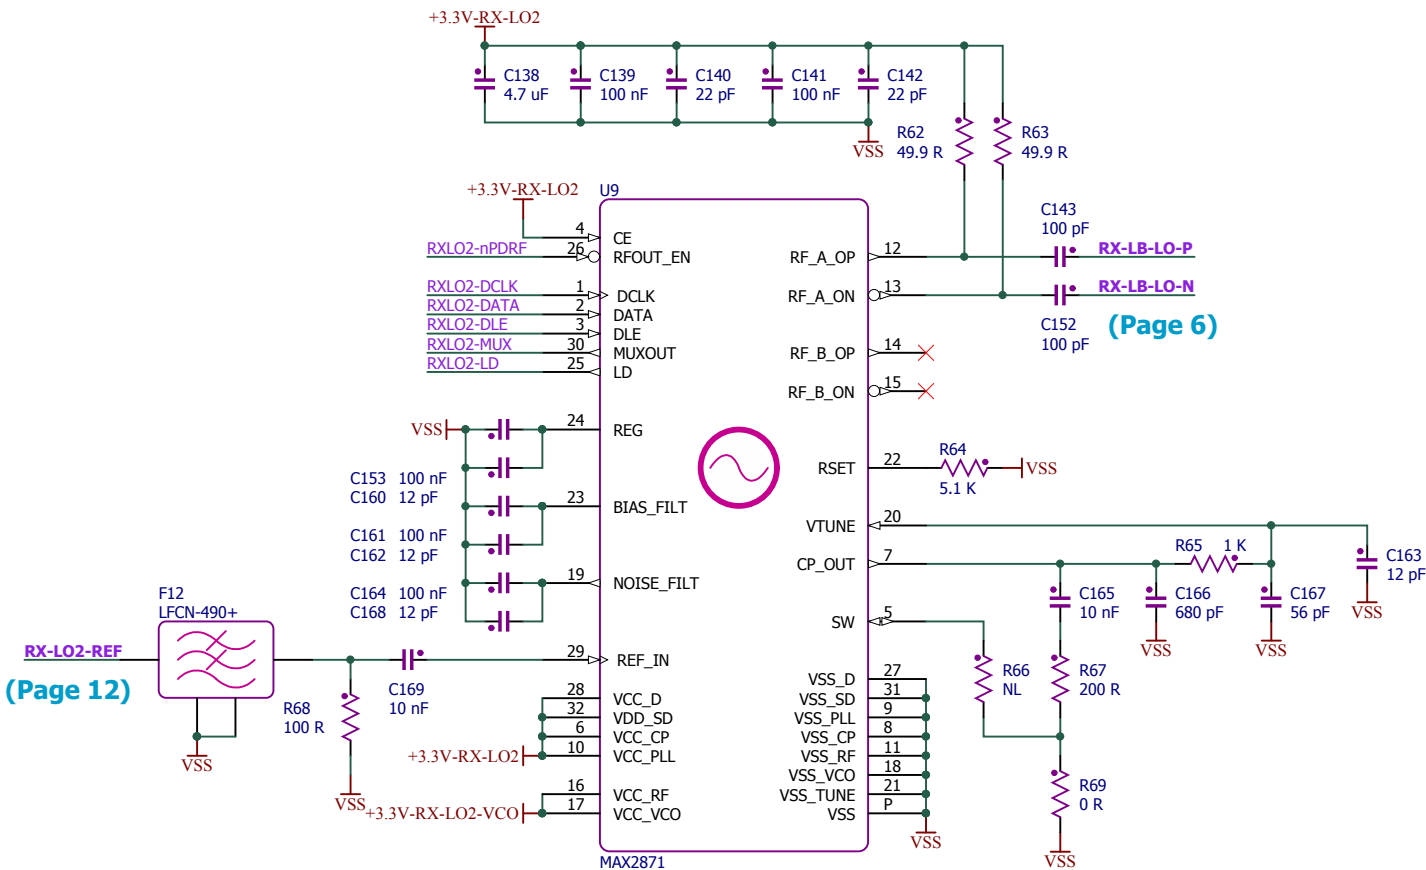 +3.3V-RX-LO2
C138
4.7 uF
C139
100 nF
C140
22 pF
C141
100 nF
C142
22 pF
VSS
R62
49.9 R
R63
49.9 R
+3.3V-RX-LO2
U9
4
CE
RXLO2-nPDRF
26
RFOUT_EN
RXLO2-DCLK
1
DCLK
RXLO2-DATA
2
DATA
RXLO2-DLE
3
DLE
RXLO2-MUX
30
MUXOUT
RXLO2-LD
25
LD
RF_A_OP
12
C143
100 pF
RX-LB-LO-P
RF_A_ON
13
RX-LB-LO-N
C152
100 pF
(Page 6)
RF_B_OP
14
RF_B_ON
15
VSS
24
REG
C153 100 nF
C160 12 pF
23
BIAS_FILT
C161 100 nF
C162 12 pF
19
NOISE_FILT
C164 100 nF
C168 12 pF
RSET
22
R64
5.1 K
VSS
VTUNE
20
CP_OUT
7
R65
1 K
C163
12 pF
VSS
C165
10 nF
C166
680 pF
VSS
C167
56 pF
VSS
SW
5
R66
NL
R67
200 R
R69
0 R
VSS
F12
LFCN-490+
RX-LO2-REF
(Page 12)
VSS
R68
100 R
VSS
C169
10 nF
29
REF_IN
28
VCC_D
32
VDD_SD
6
VCC_CP
+3.3V-RX-LO2
10
VCC_PLL
16
VCC_RF
+3.3V-RX-LO2-VCO
17
VCC_VCO
VSS_D
27
VSS_SD
31
VSS_PLL
9
VSS_CP
8
VSS_RF
11
VSS_VCO
18
VSS_TUNE
21
VSS
P
VSS
MAX2871